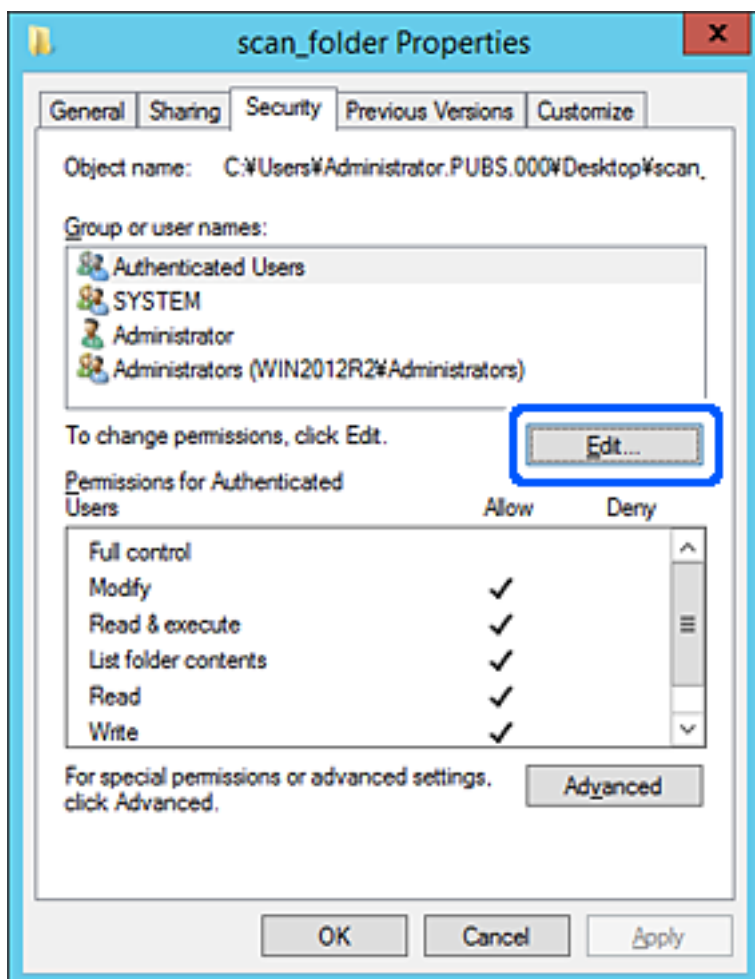 scan_folder Properties
x
General Sharing Security Previous Versions Customize
Object name: C:¥Users¥Administrator.PUBS.000¥Desktop¥scan_
Group or user names:
Authenticated Users
SYSTEM
Administrator
Administrators (WIN2012R2¥Administrators)
To change permissions, click Edit.
Edit...
Permissions for Authenticated
Users Allow Deny
Full control
Modify
Read & execute
List folder contents
Read
Write
For special permissions or advanced settings,
click Advanced.
Advanced
OK Cancel Apply